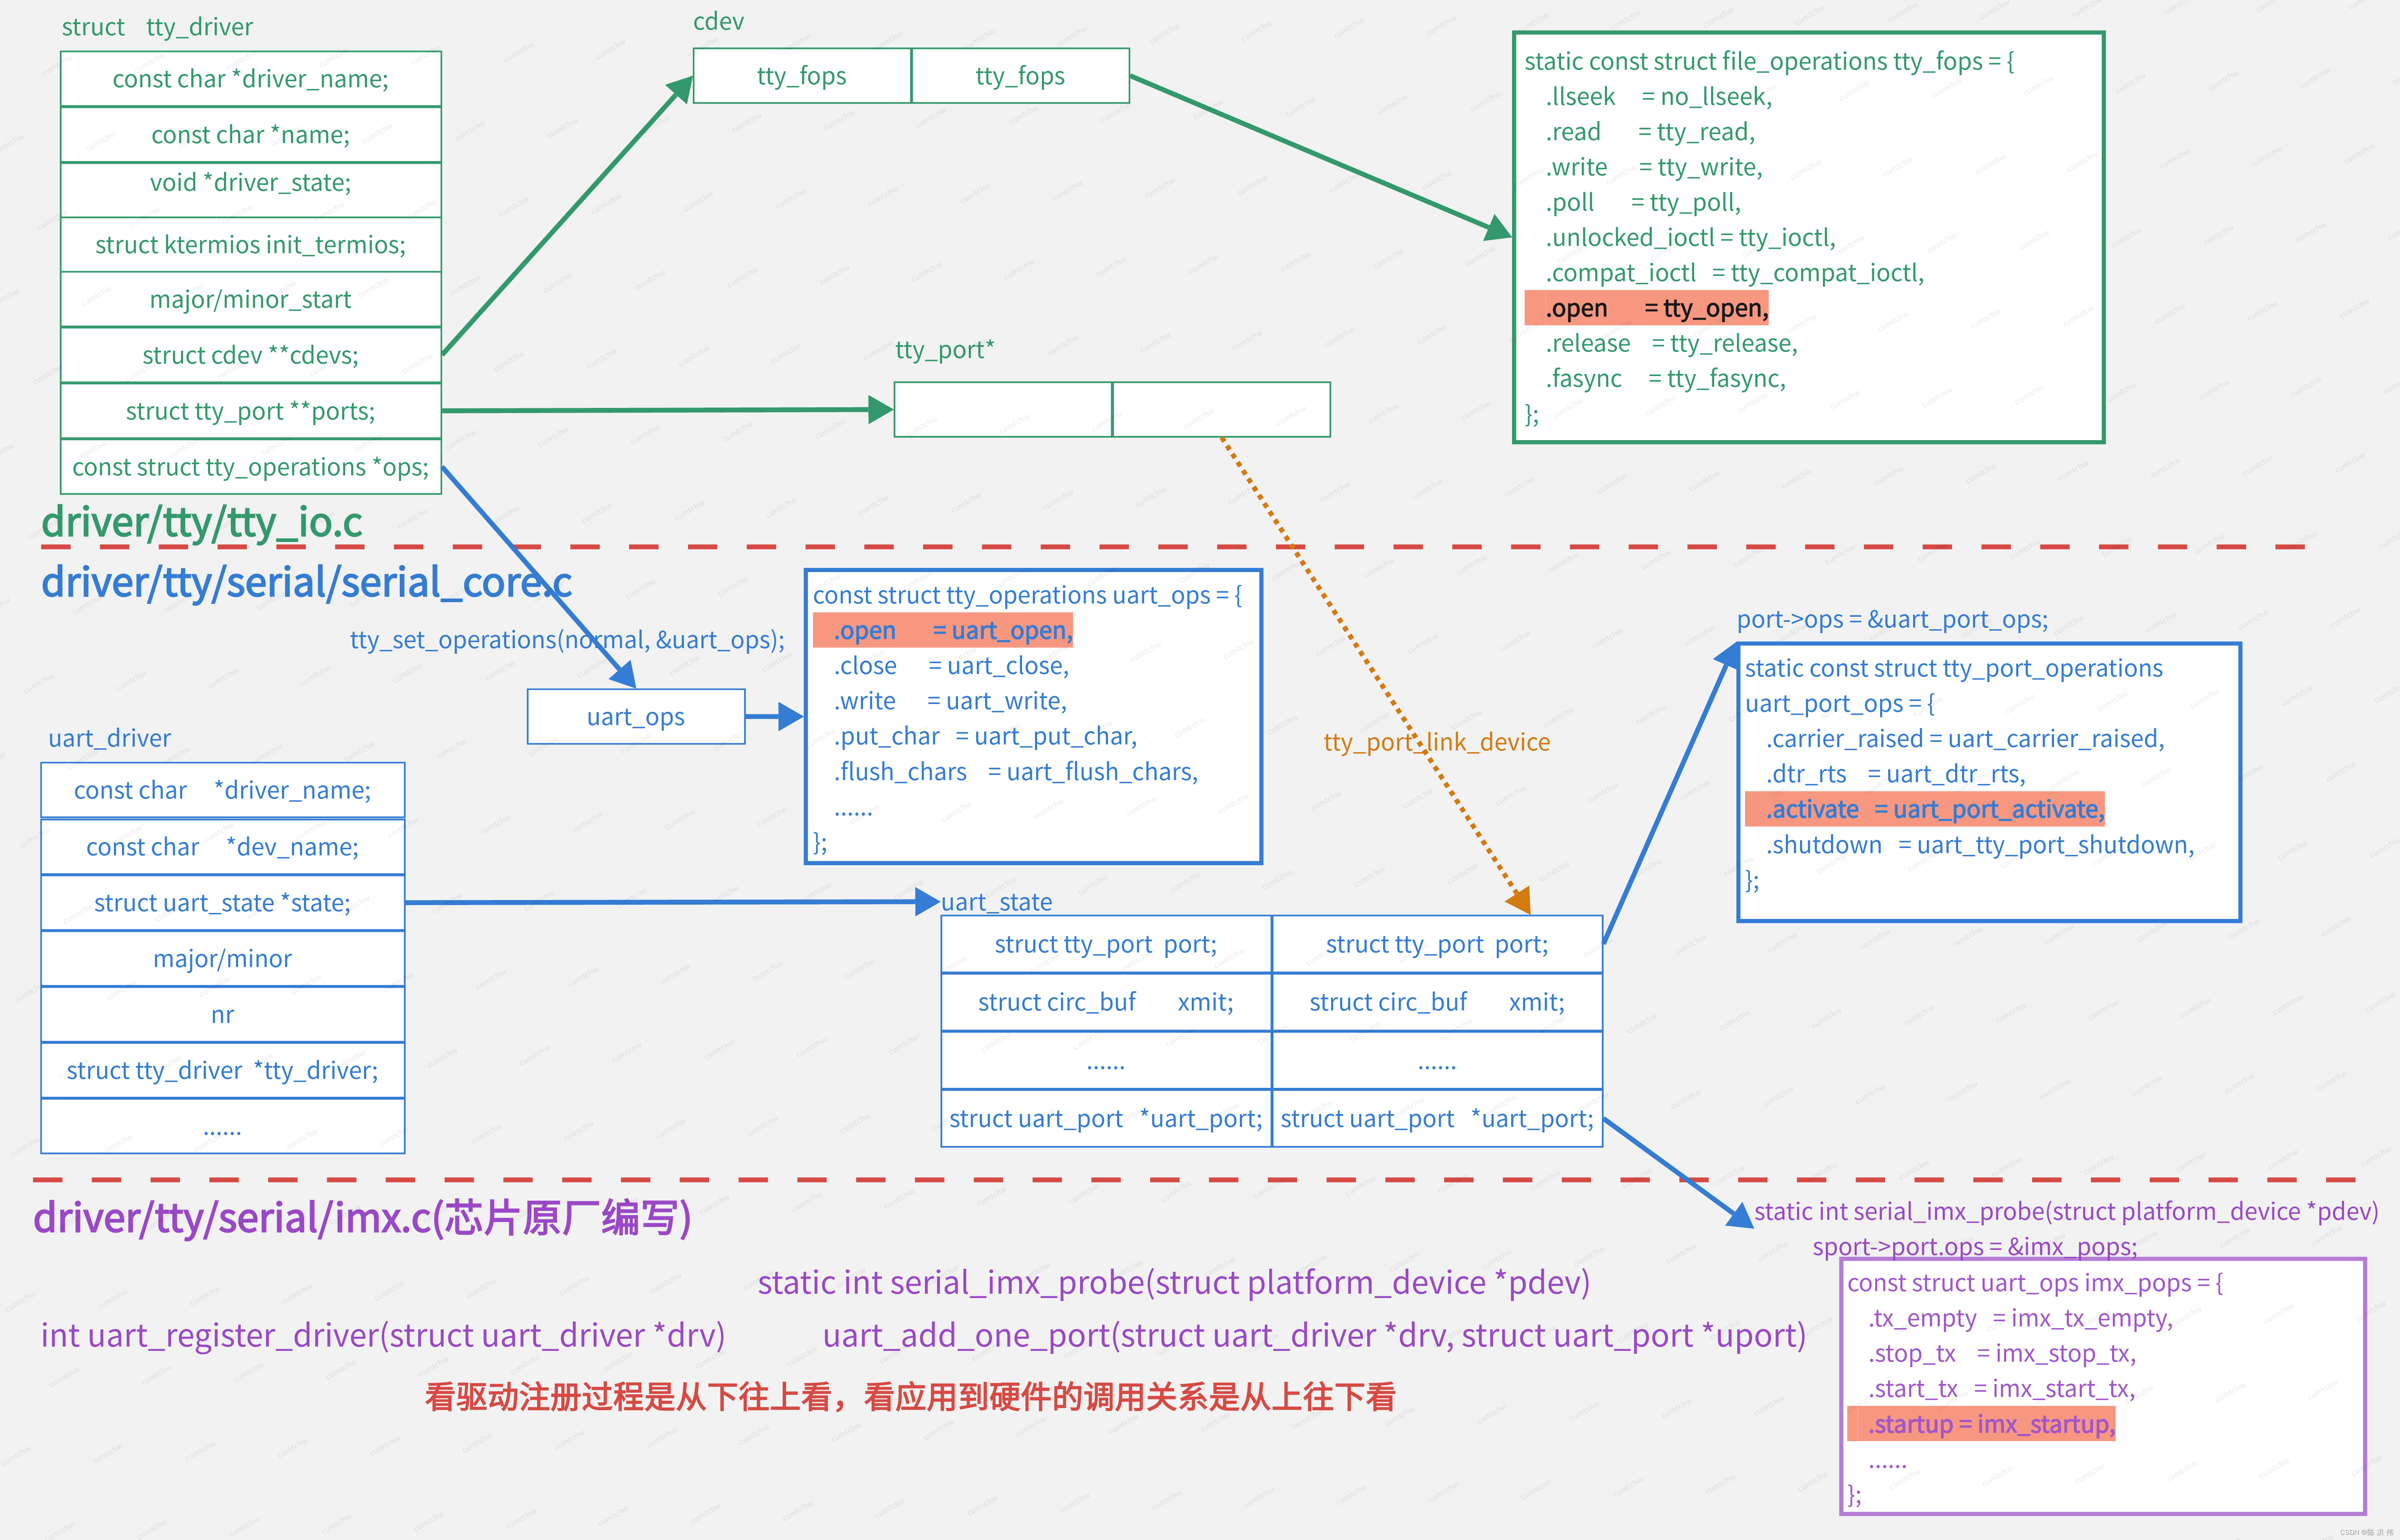 struct tty_driver
const char *driver_name;
const char *name;
void *driver_state;
struct ktermios init_termios;
major/minor_start
struct cdev **cdevs;
struct tty_port **ports;
const struct tty_operations *ops;
cdev
tty_fops
tty_fops
static const struct file_operations tty_fops = {
.llseek = no_llseek,
.read = tty_read,
.write = tty_write,
.poll = tty_poll,
.unlocked_ioctl = tty_ioctl,
.compat_ioctl = tty_compat_ioctl,
.open = tty_open,
.release = tty_release,
.fasync = tty_fasync,
};
tty_port*
driver/tty/tty_io.c
driver/tty/serial/serial_core.c
tty_set_operations(normal, &uart_ops);
uart_ops
const struct tty_operations uart_ops = {
.open = uart_open,
.close = uart_close,
.write = uart_write,
.put_char = uart_put_char,
.flush_chars = uart_flush_chars,
......
};
tty_port_link_device
port->ops = &uart_port_ops;
static const struct tty_port_operations
uart_port_ops = {
.carrier_raised = uart_carrier_raised,
.dtr_rts = uart_dtr_rts,
.activate = uart_port_activate,
.shutdown = uart_tty_port_shutdown,
};
uart_driver
const char *driver_name;
const char *dev_name;
struct uart_state *state;
major/minor
nr
struct tty_driver *tty_driver;
......
uart_state
struct tty_port port;
struct tty_port port;
struct circ_buf xmit;
struct circ_buf xmit;
......
......
struct uart_port *uart_port;
struct uart_port *uart_port;
driver/tty/serial/imx.c(芯片原厂编写)
static int serial_imx_probe(struct platform_device *pdev)
sport->port.ops = &imx_pops;
const struct uart_ops imx_pops = {
.tx_empty = imx_tx_empty,
.stop_tx = imx_stop_tx,
.start_tx = imx_start_tx,
.startup = imx_startup,
......
};
static int serial_imx_probe(struct platform_device *pdev)
int uart_register_driver(struct uart_driver *drv)
uart_add_one_port(struct uart_driver *drv, struct uart_port *uport)
看驱动注册过程是从下往上看，看应用到硬件的调用关系是从上往下看
CSDN @陈 洪 伟